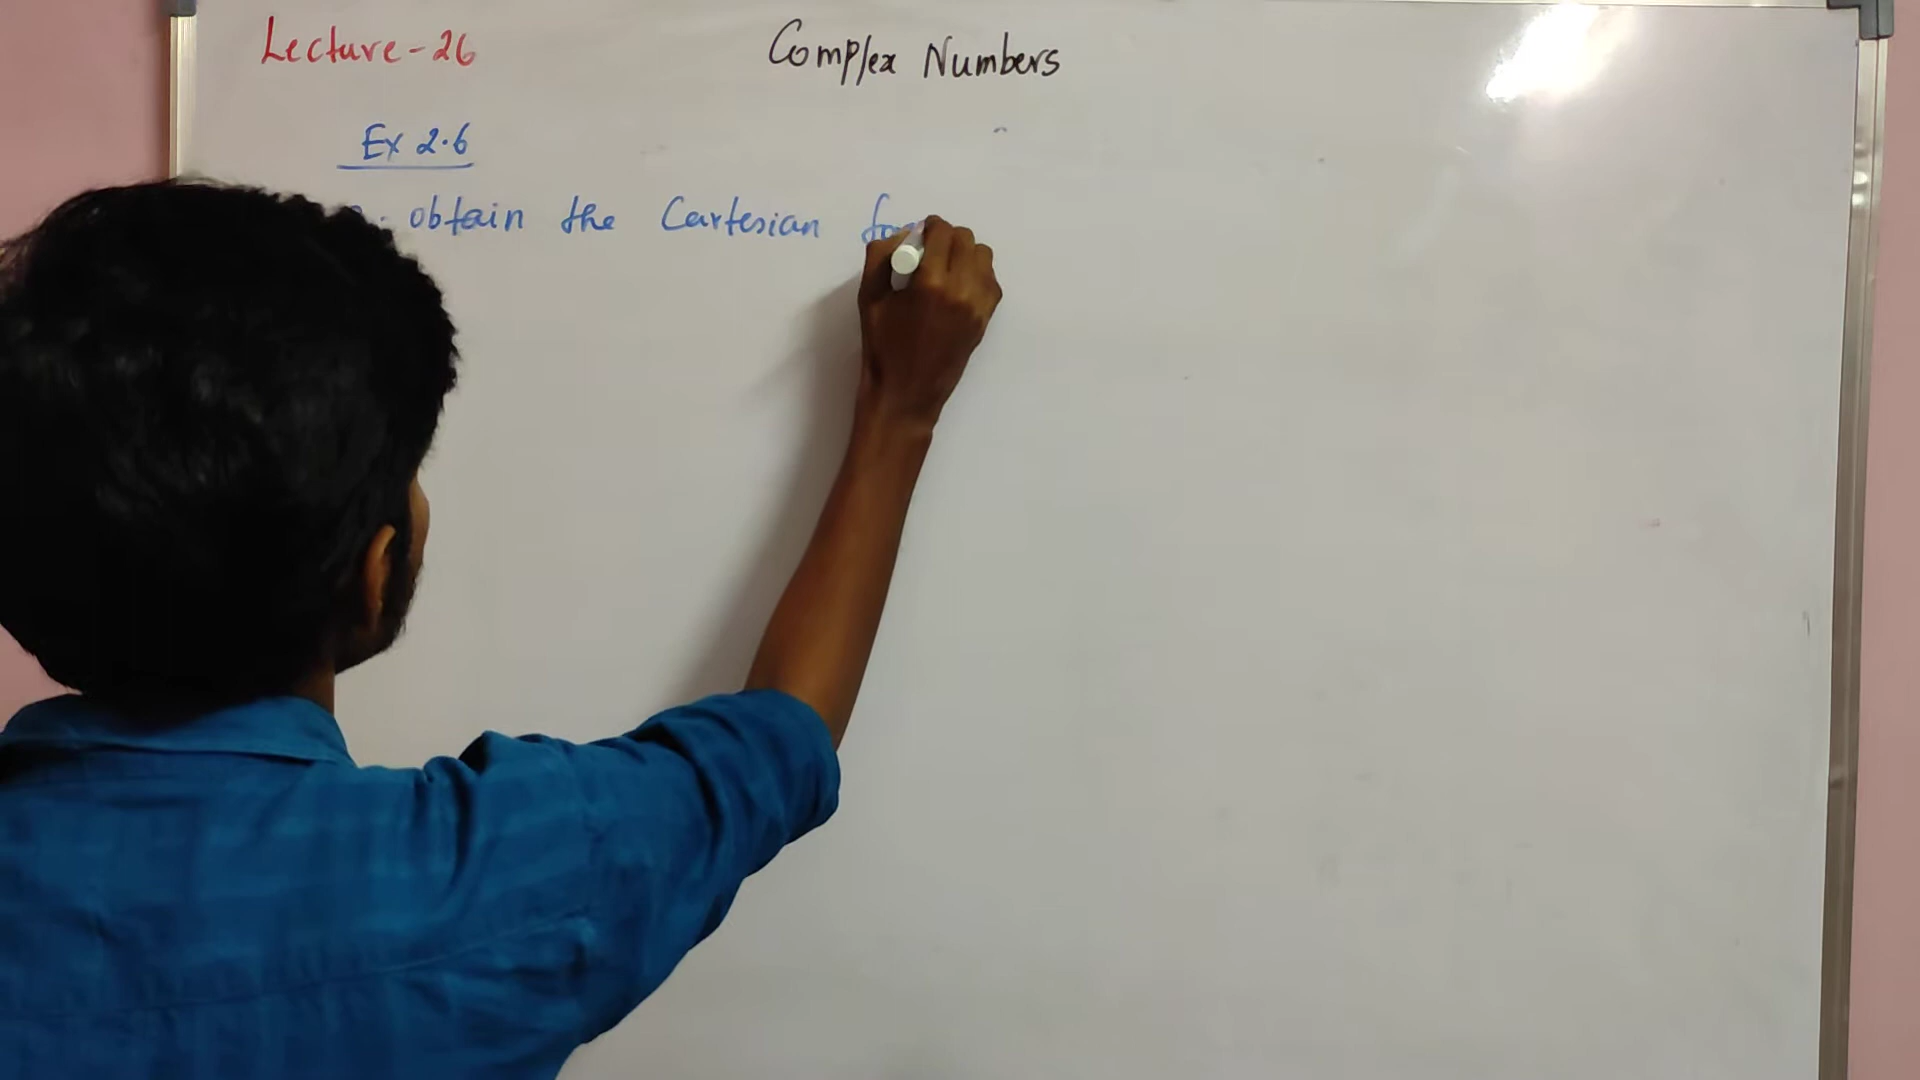 Lecture-26
Complex Numbers
Ex 2.6
obtain the Cartesian